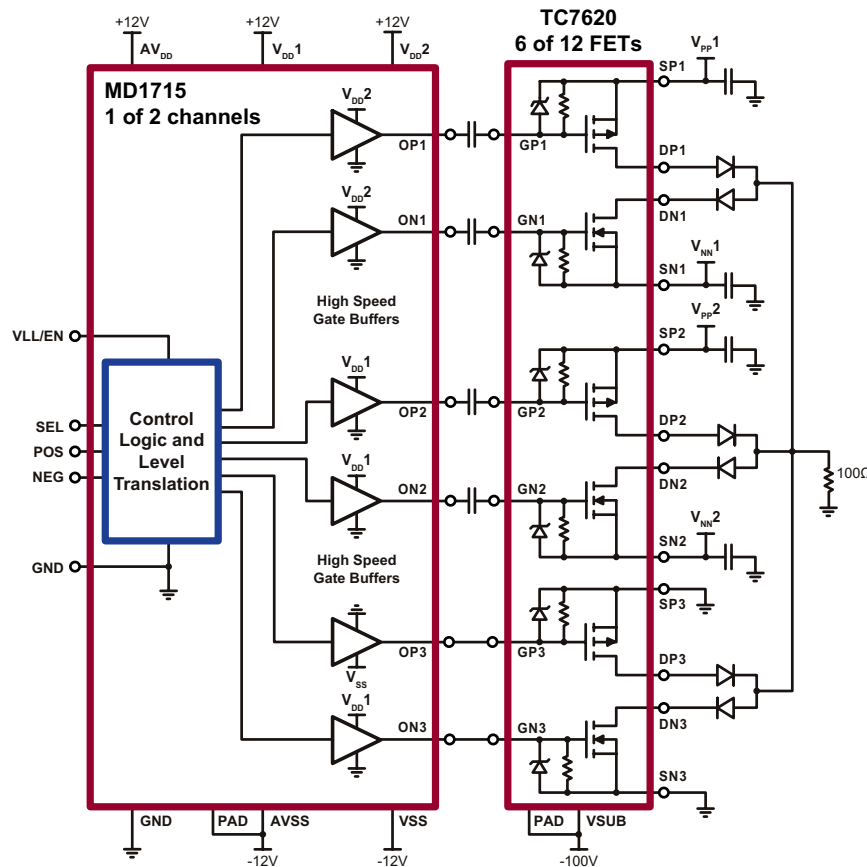 TC7620
6 of 12 FETs
+12V
+12V
+12V
AVDD
VDD1
VDD2
VPP1
SP1
MD1715
1 of 2 channels
VDD2
OP1
GP1
DP1
VDD2
ON1
GN1
DN1
VNN1
SN1
High Speed
Gate Buffers
VPP2
SP2
VLL/EN
VDD1
OP2
GP2
DP2
SEL
POS
NEG
Control
Logic and
Level
Translation
100Ω
VDD1
ON2
GN2
DN2
VNN2
SN2
High Speed
Gate Buffers
GND
SP3
OP3
GP3
VSS
DP3
VDD1
ON3
GN3
DN3
SN3
GND
PAD
AVSS
VSS
PAD
VSUB
-12V
-12V
-100V